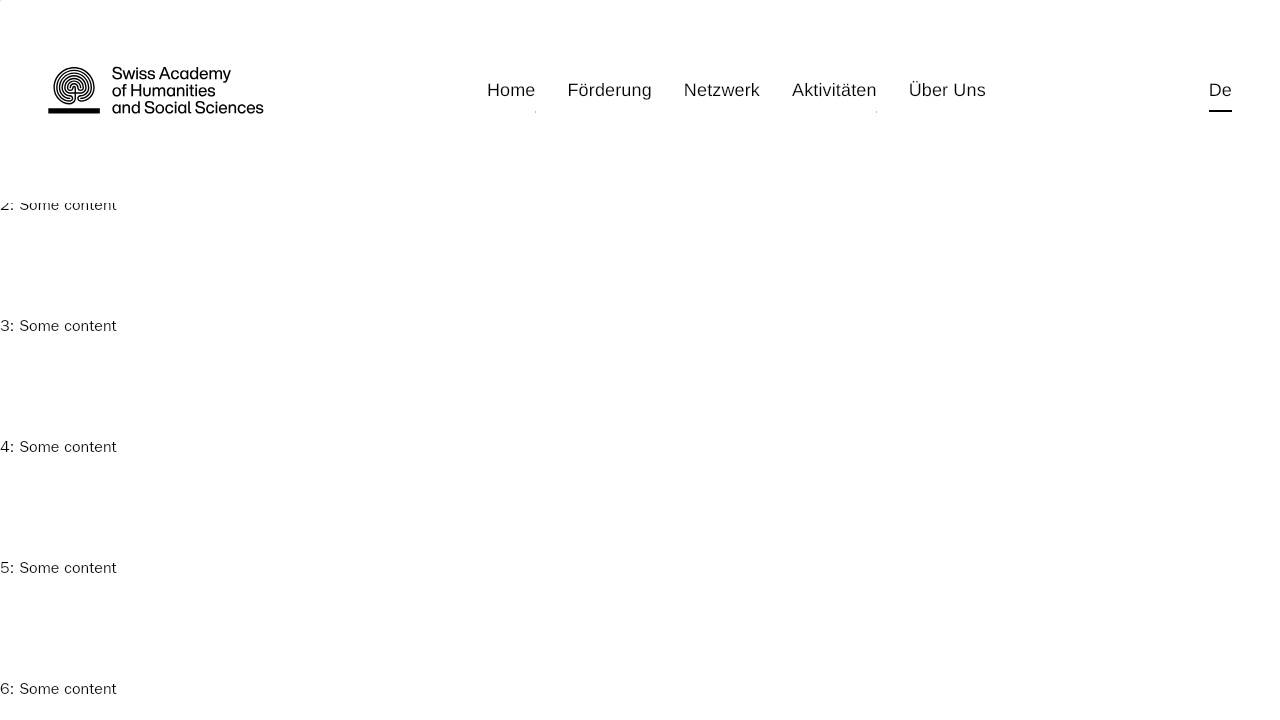 Swiss Academy
of Humanities
and Social Sciences
Home Förderung Netzwerk Aktivitäten Über Uns De
2: Some content
3: Some content
4: Some content
5: Some content
6: Some content